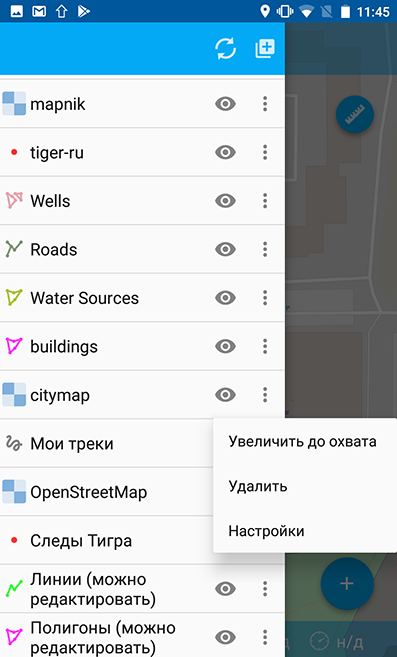 11:45
mapnik
tiger-ru
Wells
Roads
Water Sources
buildings
citymap
Мои треки
Увеличить до охвата
Удалить
OpenStreetMap
Настройки
Следы Тигра
Линии (можно
редактировать)
Полигоны (можно
редактировать)
н/д